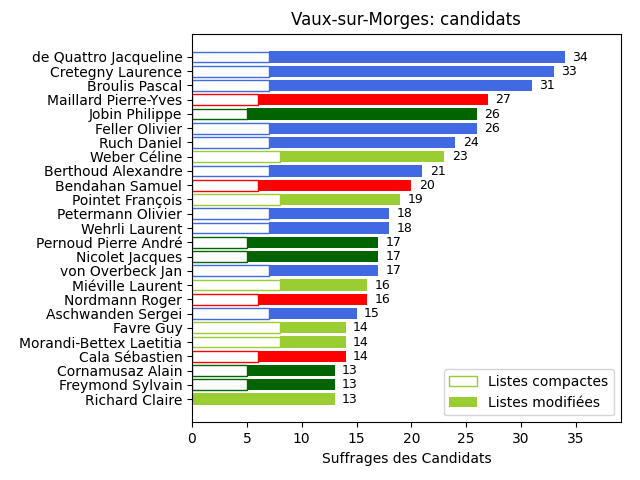 Vaux-sur-Morges: candidats
de Quattro Jacqueline 34
Cretegny Laurence 33
Broulis Pascal 31
Maillard Pierre-Yves 27
Jobin Philippe 26
Feller Olivier 26
Ruch Daniel 24
Weber Céline 23
Berthoud Alexandre 21
Bendahan Samuel 20
Pointet François 19
Petermann Olivier 18
Wehrli Laurent 18
Pernoud Pierre André 17
Nicolet Jacques 17
von Overbeck Jan 17
Miéville Laurent 16
Nordmann Roger 16
Aschwanden Sergei 15
Favre Guy 14
Morandi-Bettex Laetitia 14
Cala Sébastien 14
Cornamusaz Alain 13
Freymond Sylvain 13
Richard Claire 13
Listes compactes
Listes modifiées
0 5 10 15 20 25 30 35
Suffrages des Candidats